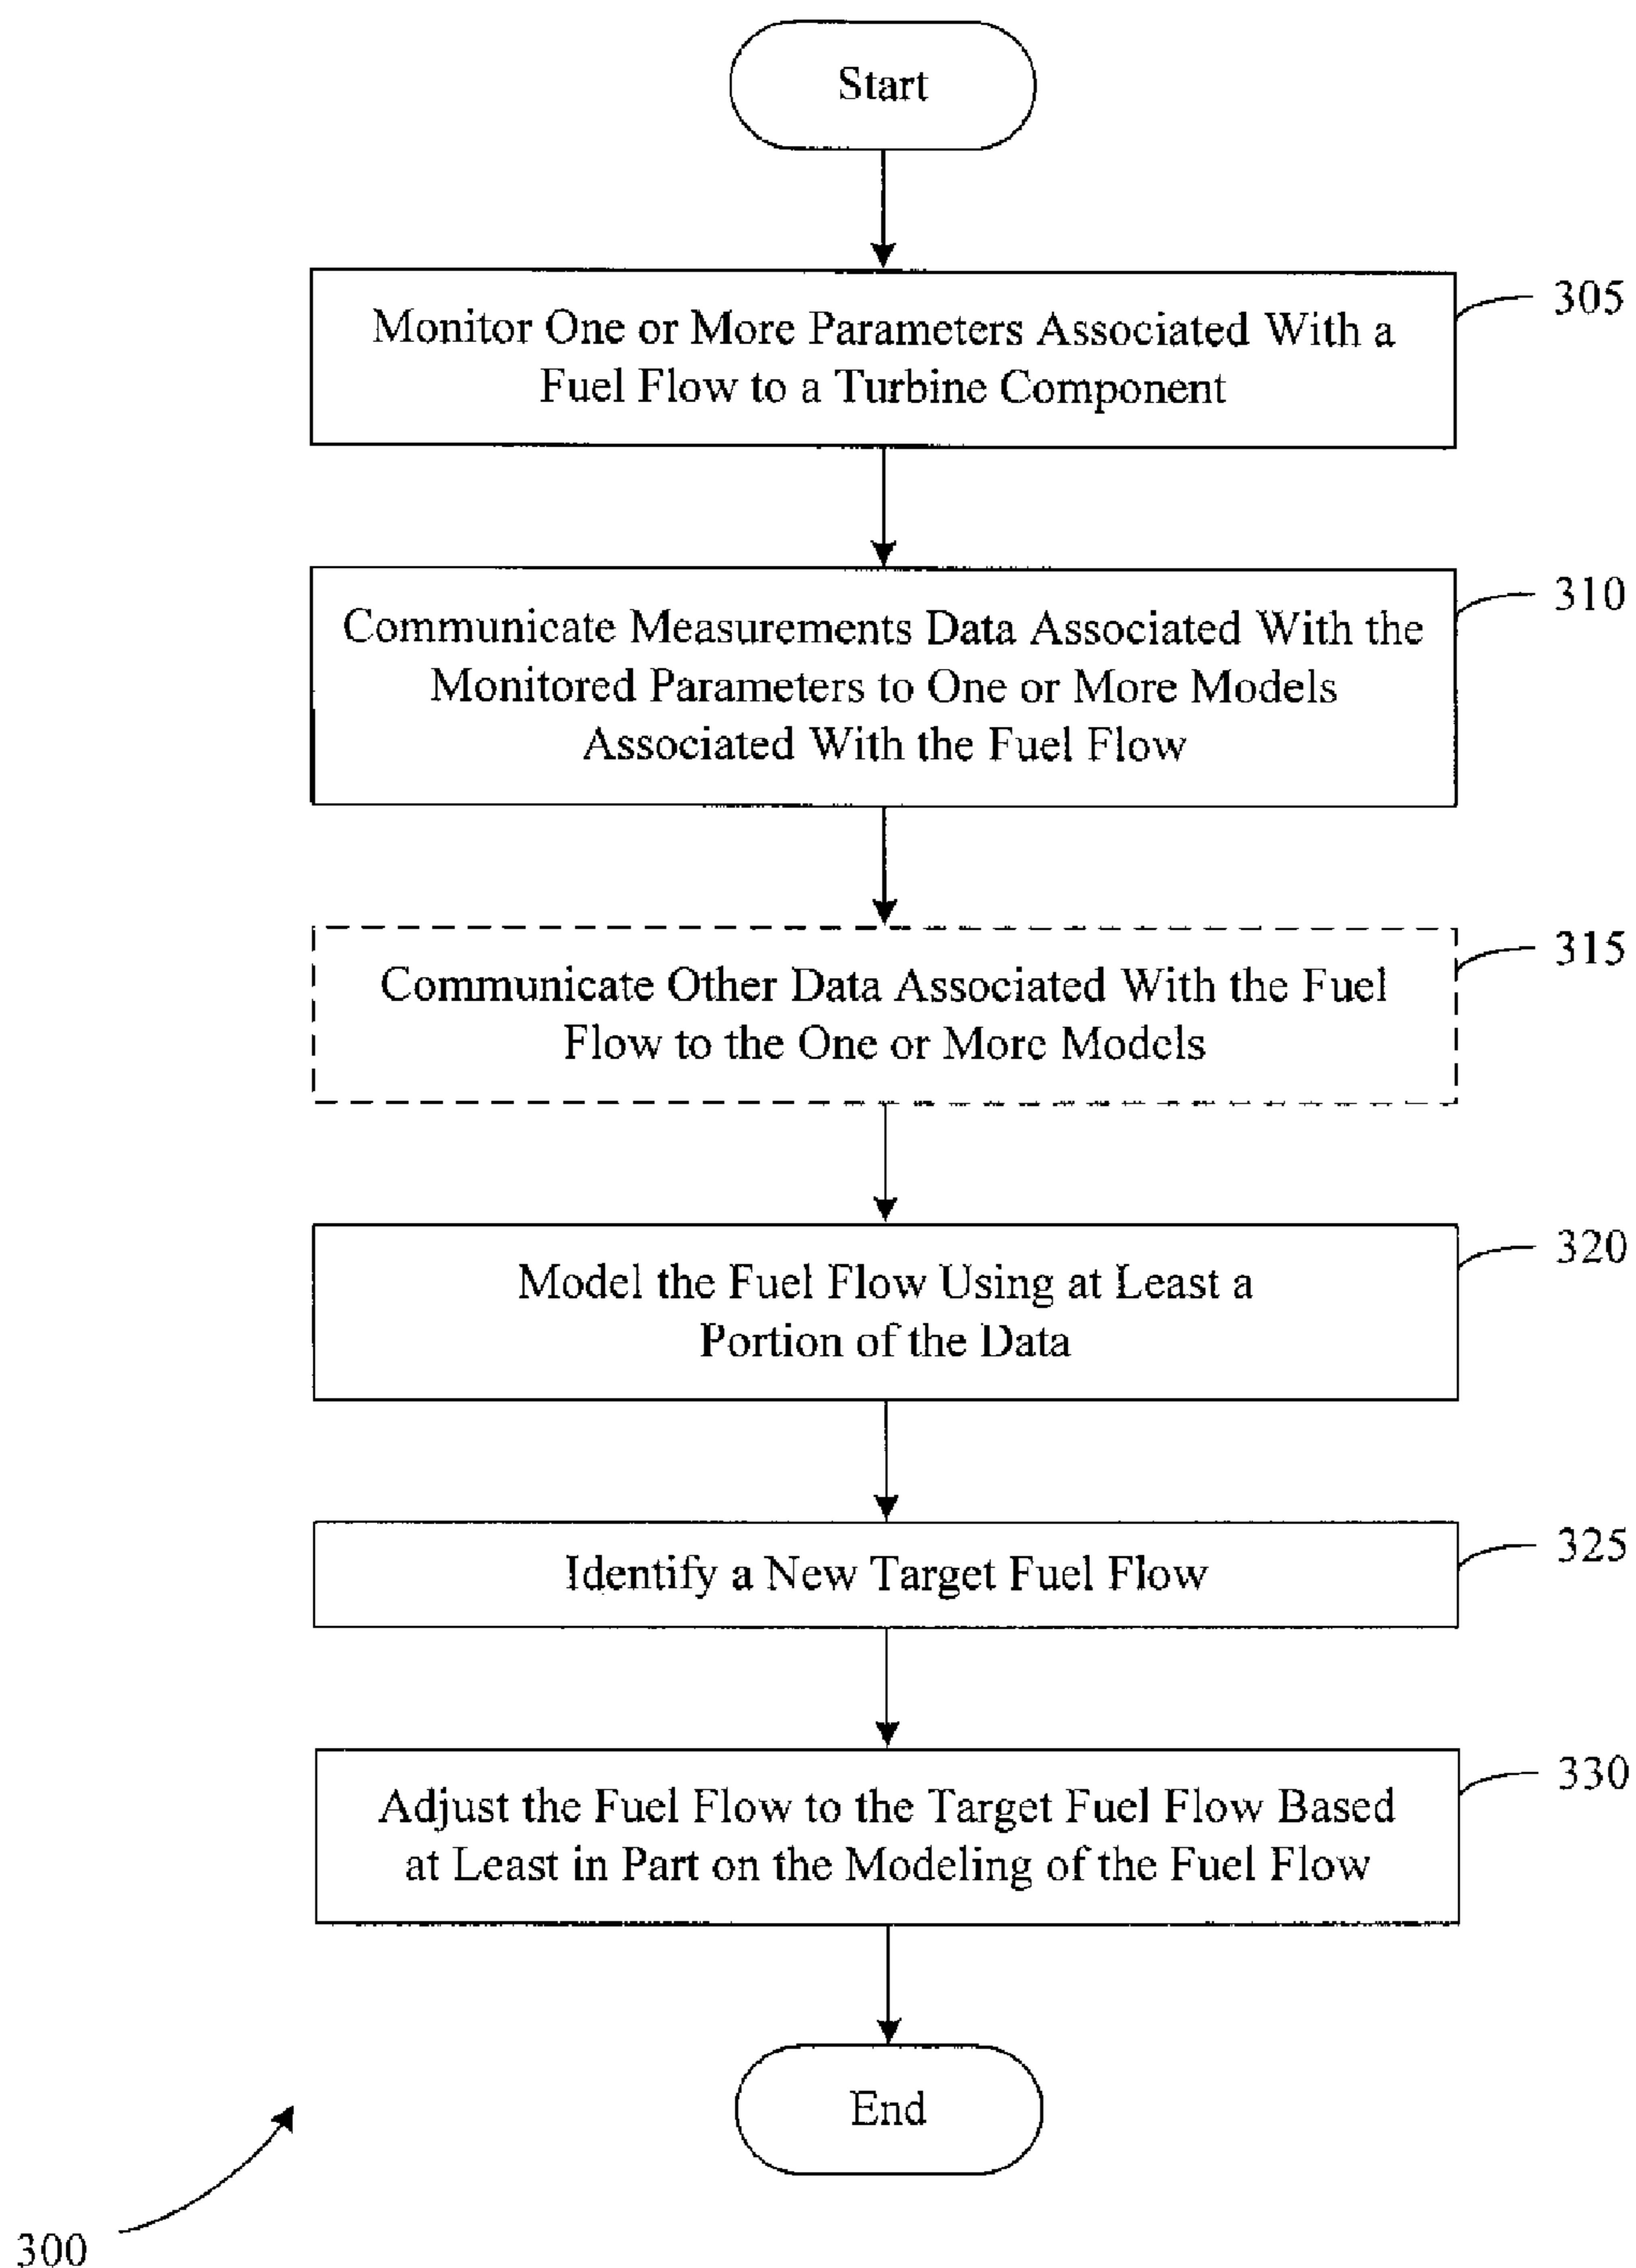 Start
Monitor One or More Parameters Associated With a
Fuel Flow to a Turbine Component
305
Communicate Measurements Data Associated With the
Monitored Parameters to One or More Models
Associated With the Fuel Flow
310
Communicate Other Data Associated With the Fuel
Flow to the One or More Models
315
Model the Fuel Flow Using at Least a
Portion of the Data
320
Identify a New Target Fuel Flow
325
Adjust the Fuel Flow to the Target Fuel Flow Based
at Least in Part on the Modeling of the Fuel Flow
330
End
300